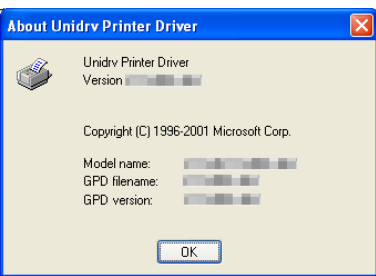 About Unidrv Printer Driver
Unidrv Printer Driver
Version
Copyright (C) 1996-2001 Microsoft Corp.
Model name:
GPD filename:
GPD version:
OK